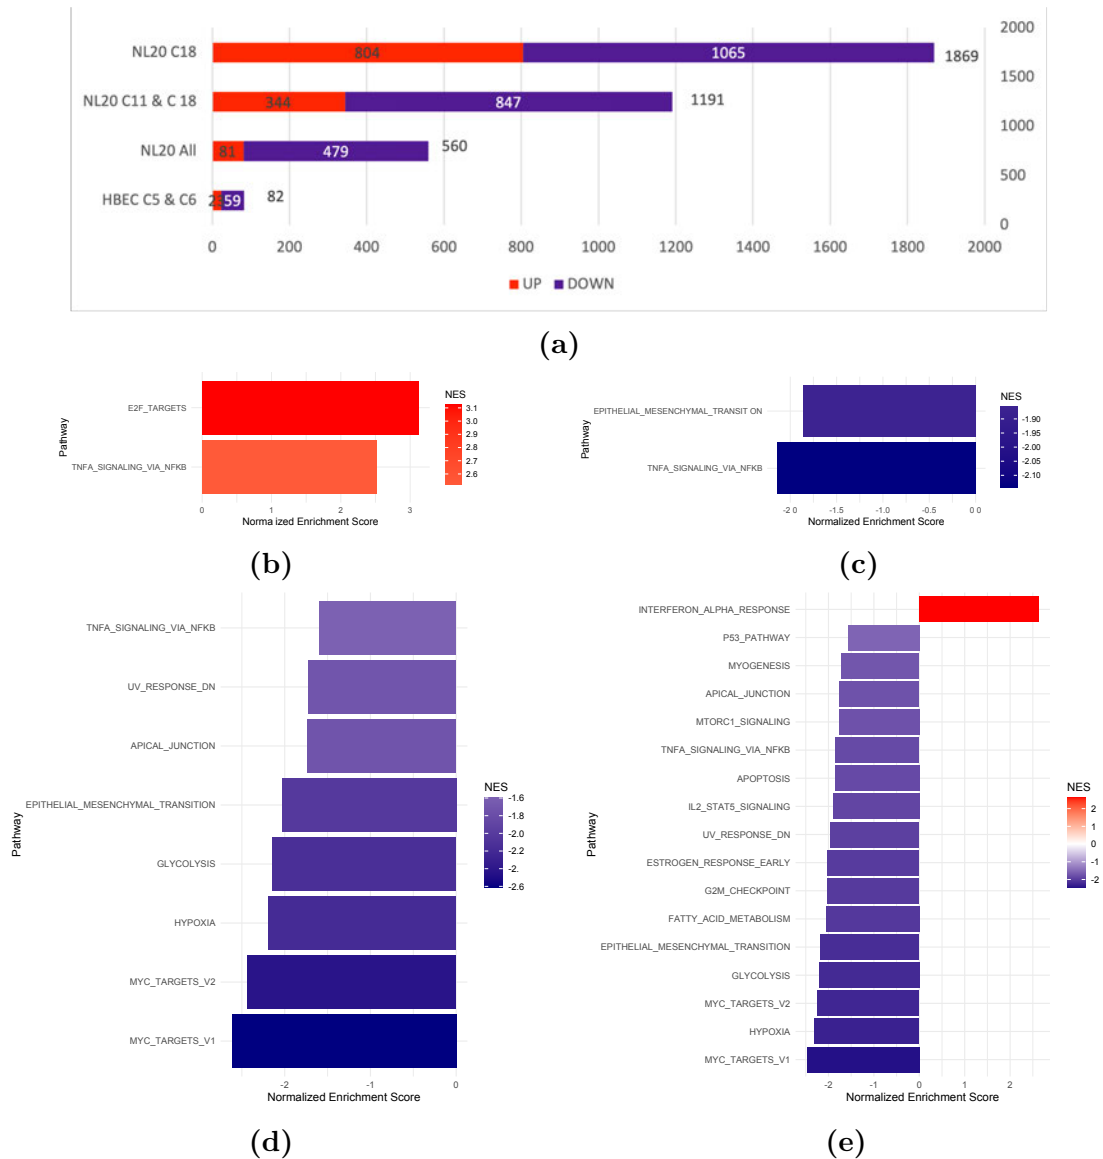 NL20 C18 804 1065 1869
NL20 C11 & C 18 344 847 1191
NL20 All 81 479 560
HBEC C5 & C6 23 59 82
2000
1500
1000
500
0
0 200 400 600 800 1000 1200 1400 1600 1800 2000
UP DOWN
(a)
Pathway
E2F_TARGETS
TNFA_SIGNALING_VIA_NFKB
0 1 2 3
Norma ized Enrichment Score
NES
3.1
3.0
2.9
2.8
2.7
2.6
(b)
Pathway
EPITHELIAL_MESENCHYMAL_TRANSIT ON
TNFA_SIGNALING_VIA_NFKB
-2 0 -1.5 -1.0 -0.5 0 0
Normalized Enrichment Score
NES
-1.90
-1.95
-2.00
-2.05
-2.10
(c)
Pathway
TNFA_SIGNALING_VIA_NFKB
UV_RESPONSE_DN
APICAL_JUNCTION
EPITHELIAL_MESENCHYMAL_TRANSITION
GLYCOLYSIS
HYPOXIA
MYC_TARGETS_V2
MYC_TARGETS_V1
-2 -1 0
Normalized Enrichment Score
NES
-1.6
-1.8
-2.0
-2.2
-2.4
-2.6
(d)
Pathway
INTERFERON_ALPHA_RESPONSE
P53_PATHWAY
MYOGENESIS
APICAL_JUNCTION
MTORC1_SIGNALING
TNFA_SIGNALING_VIA_NFKB
APOPTOSIS
IL2_STAT5_SIGNALING
UV_RESPONSE_DN
ESTROGEN_RESPONSE_EARLY
G2M_CHECKPOINT
FATTY_ACID_METABOLISM
EPITHELIAL_MESENCHYMAL_TRANSITION
GLYCOLYSIS
MYC_TARGETS_V2
HYPOXIA
MYC_TARGETS_V1
-2 -1 0 1 2
Normalized Enrichment Score
NES
2
1
0
-1
-2
(e)